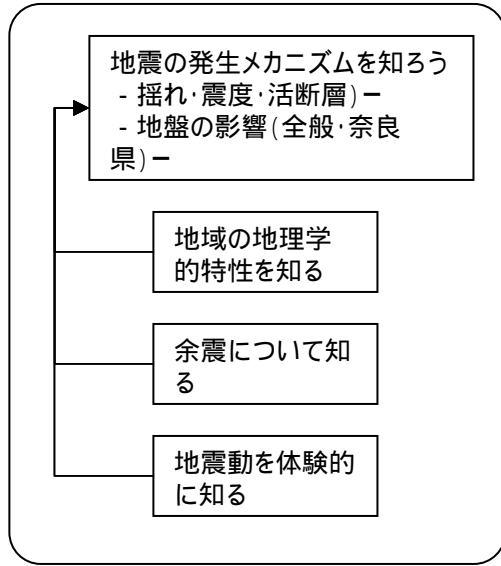 地震の発生メカニズムを知ろう
- 揺れ・震度・活断層)ー
- 地盤の影響(全般・奈良
県)ー
地域の地理学
的特性を知る
余震について知
る
地震動を体験的
に知る